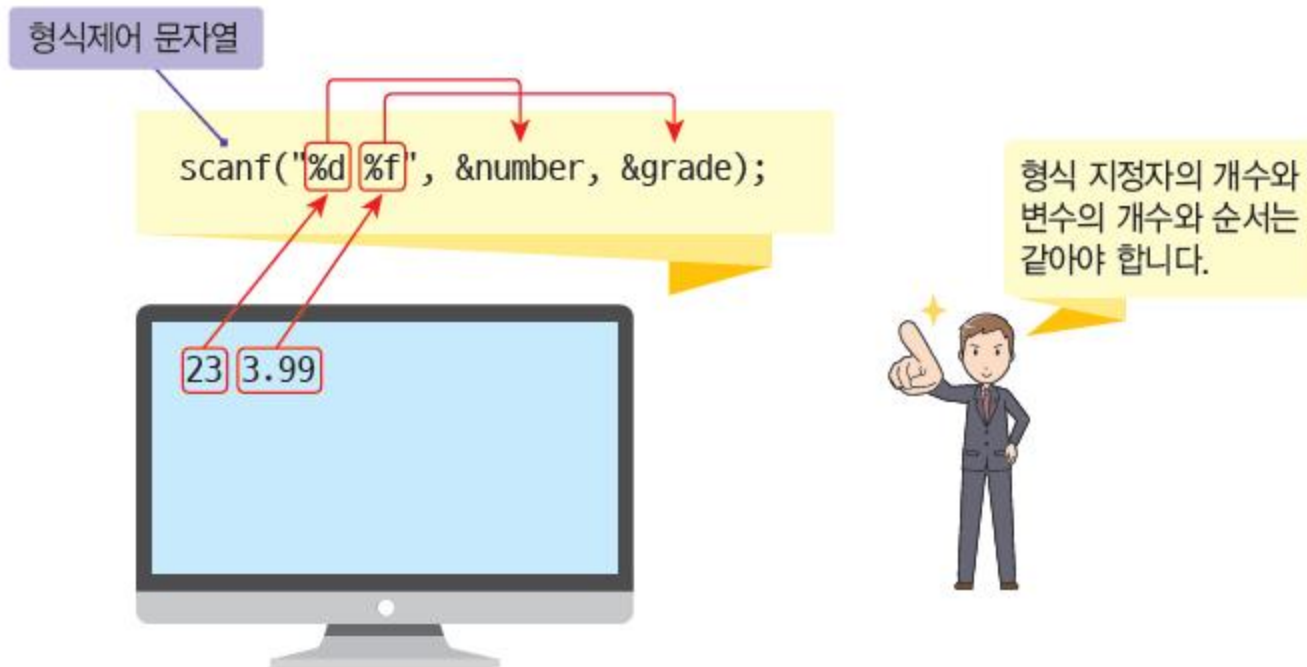 형식제어 문자열
scanf("%d %f", &number, &grade);
형식 지정자의 개수와
변수의 개수와 순서는
같아야 합니다.
23 3.99